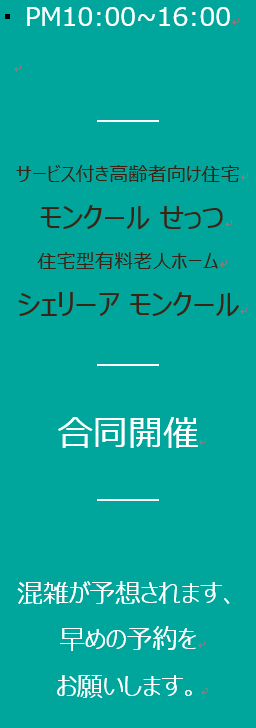 PM10:00~16:00
サービス付き高齢者向け住宅
モンクール せっつ
住宅型有料老人ホーム
シェリーア モンクール
合同開催
混雑が予想されます、
早めの予約を
お願いします。